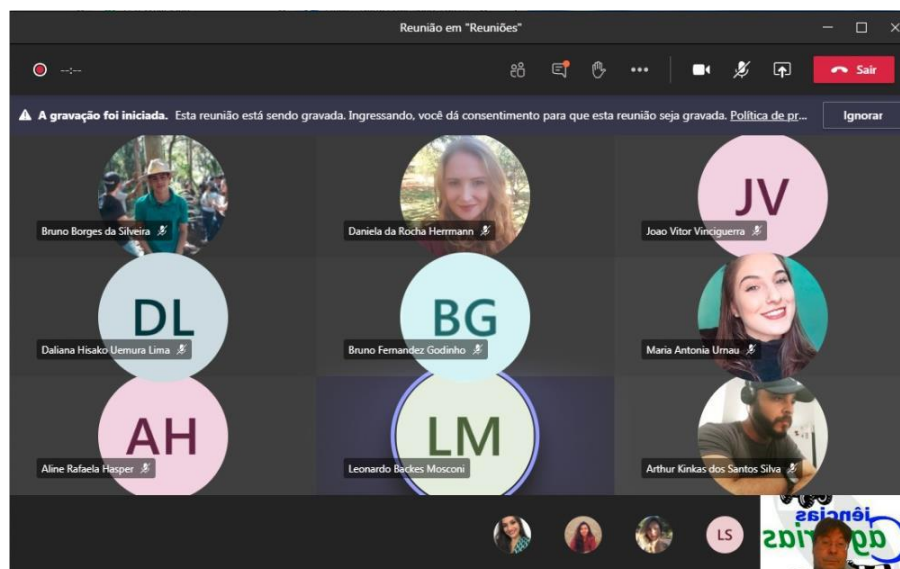 Reunião em "Reuniões"
--:--
Sair
A gravação foi iniciada. Esta reunião está sendo gravada. Ingressando, você dá consentimento para que esta reunião seja gravada. Política de pr...
Ignorar
Bruno Borges da Silveira
Daniela da Rocha Herrmann
JV
Joao Vitor Vinciguerra
DL
Daliana Hisako Uemura Lima
BG
Bruno Fernandez Godinho
Maria Antonia Urnau
AH
Aline Rafaela Hasper
LM
Leonardo Backes Mosconi
Arthur Kinkas dos Santos Silva
LS